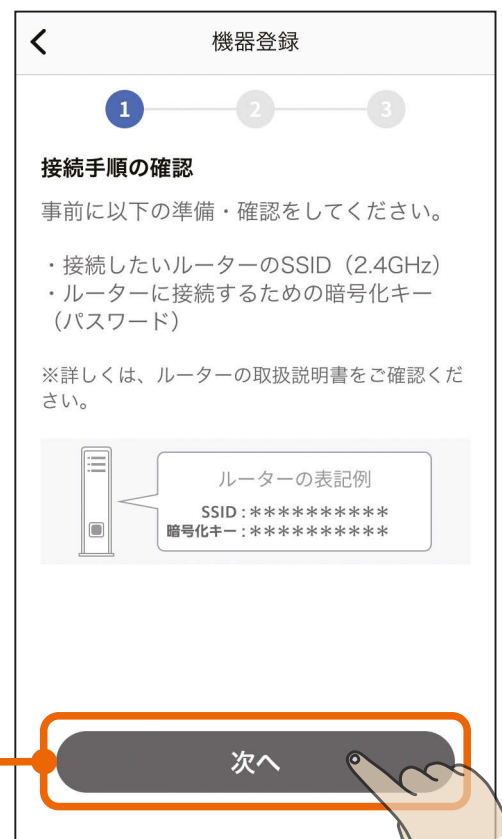 機器登録
1 2 3
接続手順の確認
事前に以下の準備・確認をしてください。
・接続したいルーターのSSID（2.4GHz）
・ルーターに接続するための暗号化キー
（パスワード）
※詳しくは、ルーターの取扱説明書をご確認くだ
さい。
ルーターの表記例
SSID：**********
暗号化キー：**********
次へ